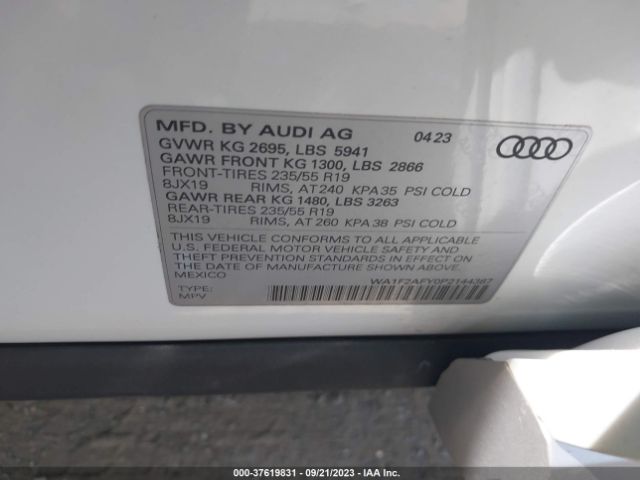 MFD. BY AUDI AG 04 23
GVWR KG 2695, LBS 5941
GAWR FRONT KG 1300, LBS 2866
FRONT-TIRES 235/55 R19
8JX19 RIMS, AT 240 KPA 35 PSI COLD
GAWR REAR KG 1480, LBS 3263
REAR-TIRES 235/55 R19
8JX19 RIMS, AT 260 KPA 38 PSI COLD
THIS VEHICLE CONFORMS TO ALL APPLICABLE
U.S. FEDERAL MOTOR VEHICLE SAFETY AND
THEFT PREVENTION STANDARDS IN EFFECT ON
THE DATE OF MANUFACTURE SHOWN ABOVE.
MEXICO
WA1F2AFY0P2144367
TYPE:
MPV
000-37619831 - 09/21/2023 - IAA Inc.